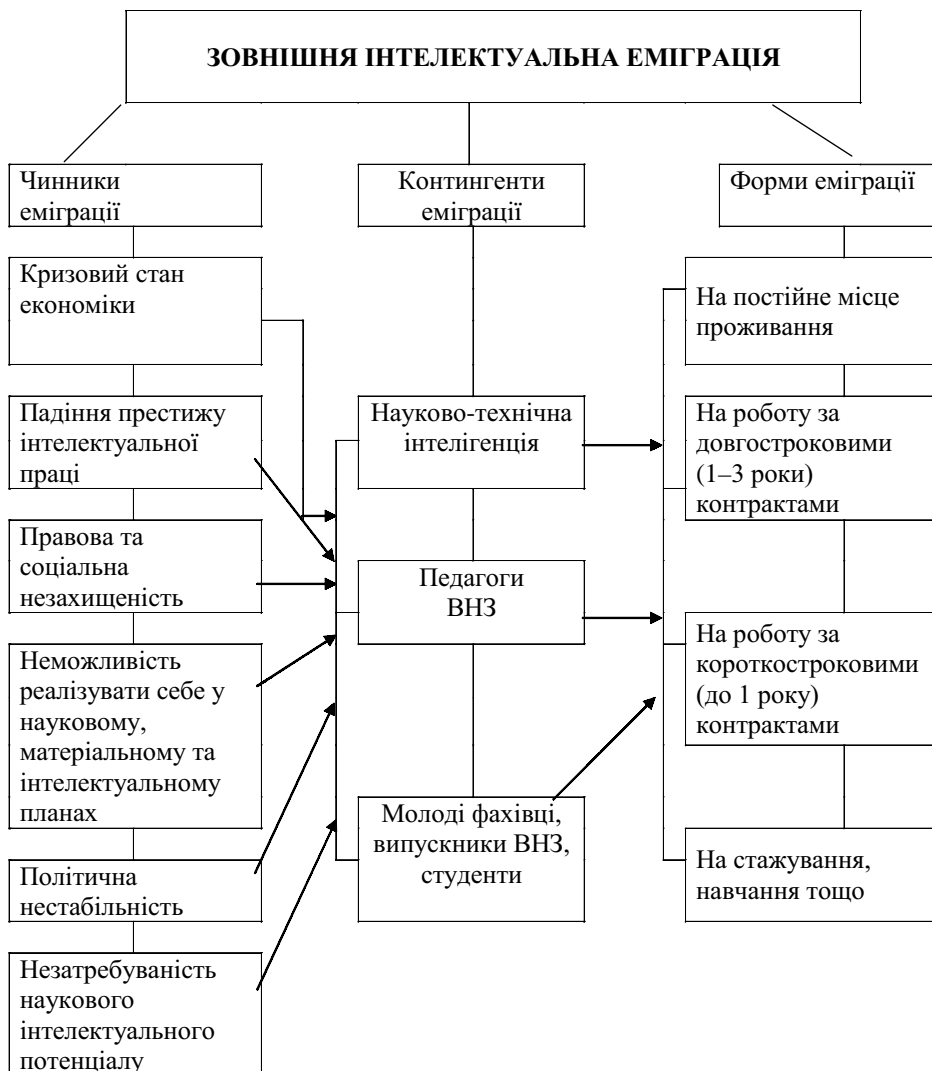 ЗОВНІШНЯ ІНТЕЛЕКТУАЛЬНА ЕМІГРАЦІЯ
Чинники
еміграції
Кризовий стан
економіки
Падіння престижу
інтелектуальної
праці
Правова та
соціальна
незахищеність
Неможливість
реалізувати себе у
науковому,
матеріальному та
інтелектуальному
планах
Політична
нестабільність
Незатребуваність
наукового
інтелектуального
потенціалу
Контингенти
еміграції
Науково-технічна
інтелігенція
Педагоги
ВНЗ
Молоді фахівці,
випускники ВНЗ,
студенти
Форми еміграції
На постійне місце
проживання
На роботу за
довгостроковими
(1–3 роки)
контрактами
На роботу за
короткостроковими
(до 1 року)
контрактами
На стажування,
навчання тощо